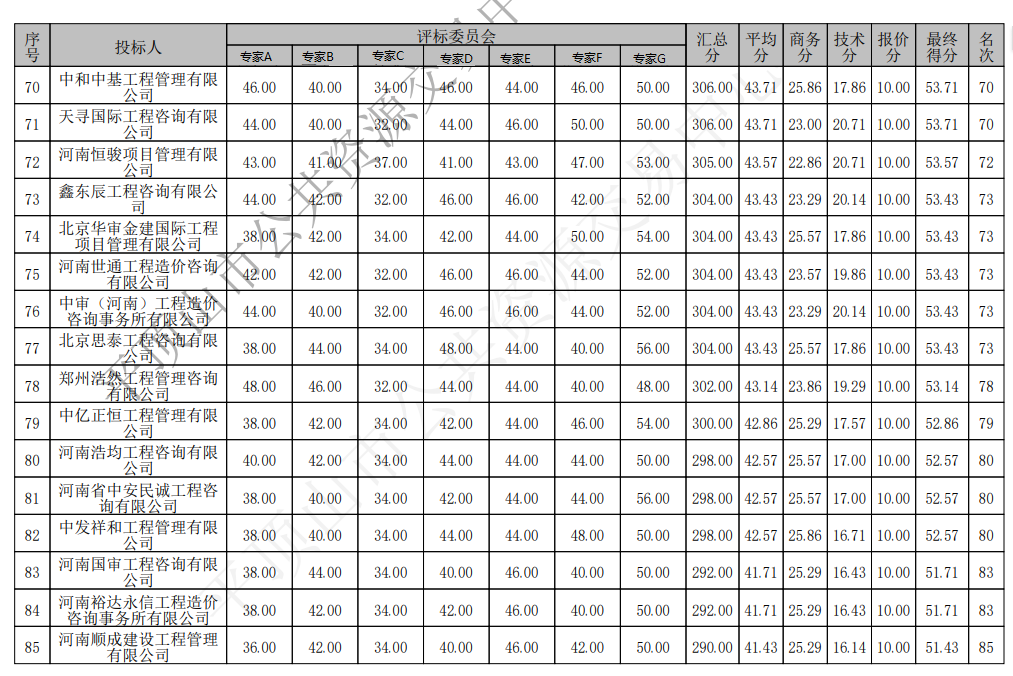 序号 投标人 评标委员会 汇总分 平均分 商务分 技术分 报价分 最终得分 名次
专家A 专家B 专家C 专家D 专家E 专家F 专家G
70 中和中基工程管理有限公司 46.00 40.00 34.00 46.00 44.00 46.00 50.00 306.00 43.71 25.86 17.86 10.00 53.71 70
71 天寻国际工程咨询有限公司 44.00 40.00 32.00 44.00 46.00 50.00 50.00 306.00 43.71 23.00 20.71 10.00 53.71 70
72 河南恒骏项目管理有限公司 43.00 41.00 37.00 41.00 43.00 47.00 53.00 305.00 43.57 22.86 20.71 10.00 53.57 72
73 鑫东辰工程咨询有限公司 44.00 42.00 32.00 46.00 46.00 42.00 52.00 304.00 43.43 23.29 20.14 10.00 53.43 73
74 北京华审金建国际工程项目管理有限公司 38.00 42.00 34.00 42.00 44.00 50.00 54.00 304.00 43.43 25.57 17.86 10.00 53.43 73
75 河南世通工程造价咨询有限公司 42.00 42.00 32.00 46.00 46.00 44.00 52.00 304.00 43.43 23.57 19.86 10.00 53.43 73
76 中审（河南）工程造价咨询事务所有限公司 44.00 40.00 32.00 46.00 46.00 44.00 52.00 304.00 43.43 23.29 20.14 10.00 53.43 73
77 北京思泰工程咨询有限公司 38.00 44.00 34.00 48.00 44.00 40.00 56.00 304.00 43.43 25.57 17.86 10.00 53.43 73
78 郑州浩然工程管理咨询有限公司 48.00 46.00 32.00 44.00 44.00 40.00 48.00 302.00 43.14 23.86 19.29 10.00 53.14 78
79 中亿正恒工程管理有限公司 38.00 42.00 34.00 42.00 44.00 46.00 54.00 300.00 42.86 25.29 17.57 10.00 52.86 79
80 河南浩均工程咨询有限公司 40.00 42.00 34.00 44.00 44.00 44.00 50.00 298.00 42.57 25.57 17.00 10.00 52.57 80
81 河南省中安民诚工程咨询有限公司 38.00 40.00 34.00 42.00 44.00 44.00 56.00 298.00 42.57 25.57 17.00 10.00 52.57 80
82 中发祥和工程管理有限公司 38.00 40.00 34.00 44.00 44.00 48.00 50.00 298.00 42.57 25.86 16.71 10.00 52.57 80
83 河南国审工程咨询有限公司 38.00 44.00 34.00 40.00 46.00 40.00 50.00 292.00 41.71 25.29 16.43 10.00 51.71 83
84 河南裕达永信工程造价咨询事务所有限公司 38.00 42.00 34.00 42.00 46.00 40.00 50.00 292.00 41.71 25.29 16.43 10.00 51.71 83
85 河南顺成建设工程管理有限公司 36.00 42.00 34.00 40.00 46.00 42.00 50.00 290.00 41.43 25.29 16.14 10.00 51.43 85
平顶山市公共资源交易中
平顶山市公共资源交易中心